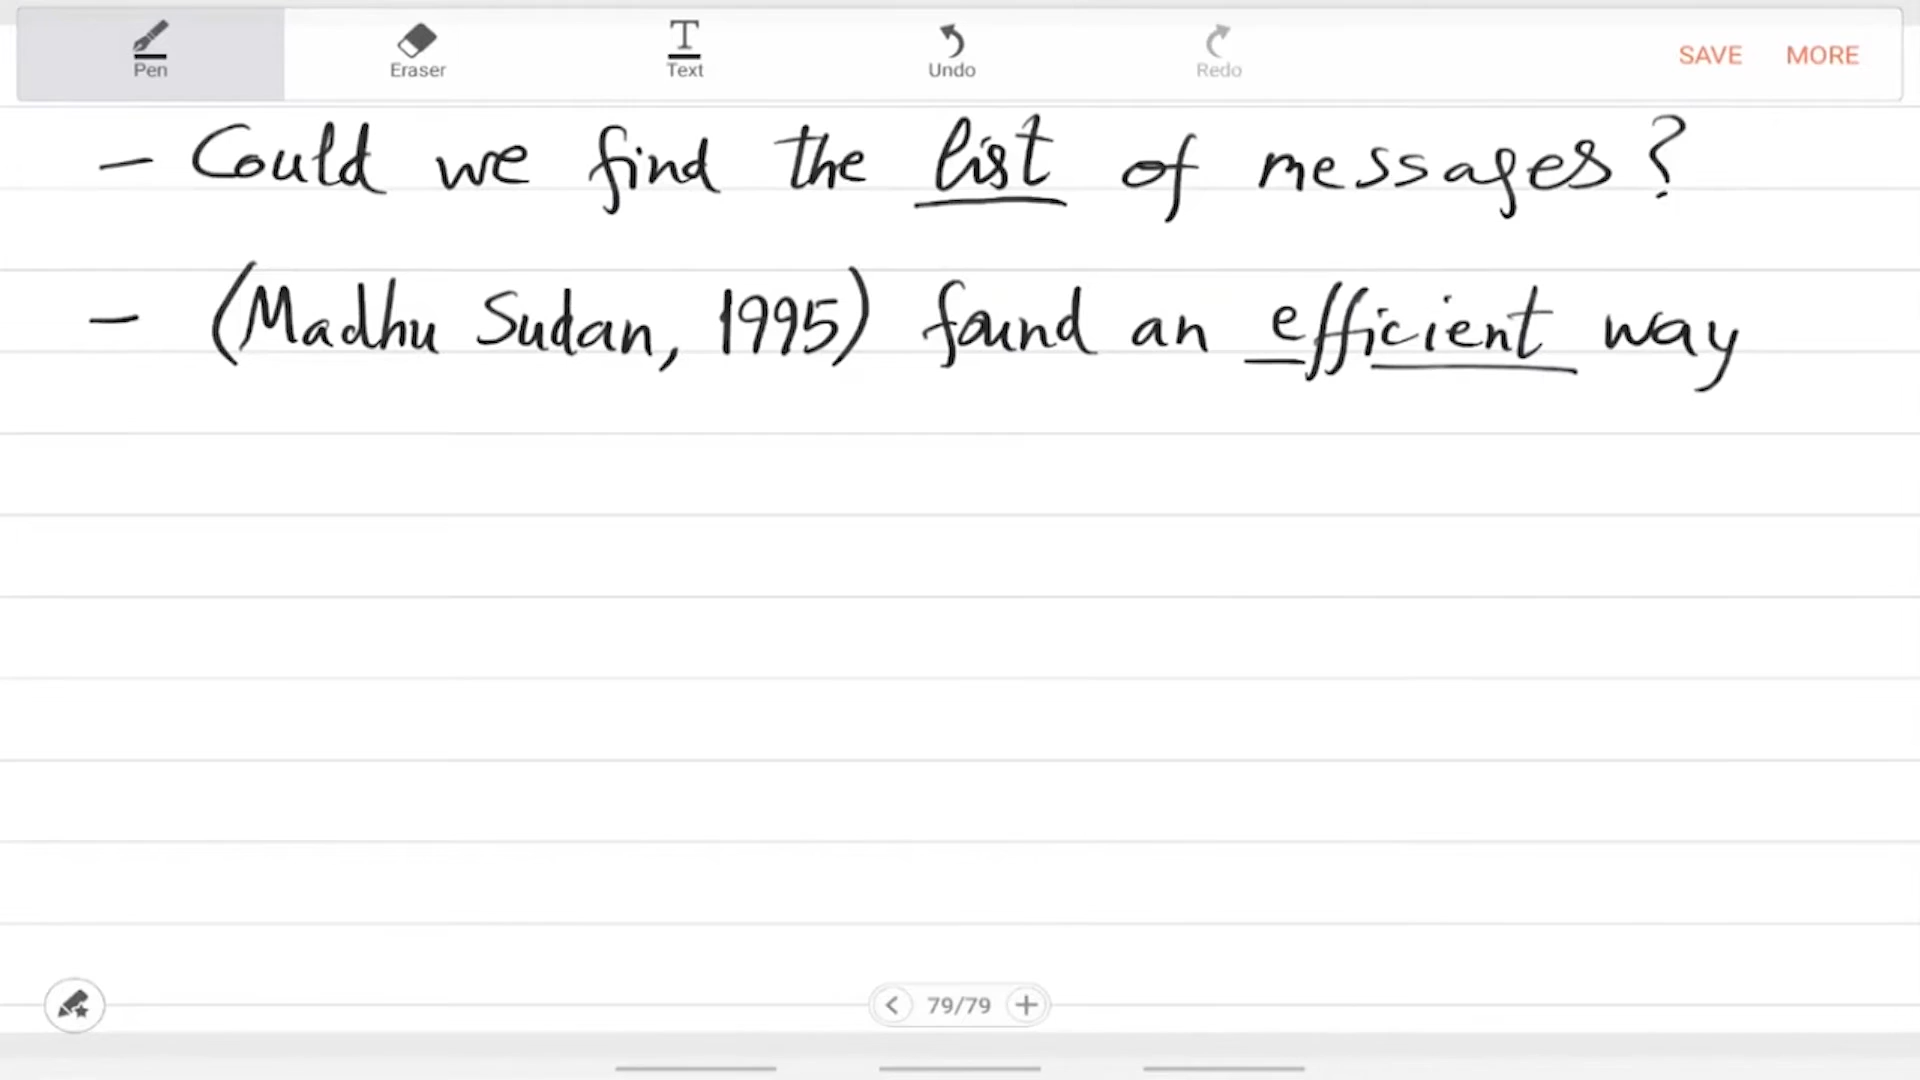 Pen Eraser Text Undo Redo SAVE MORE
- Could we find the list of messages?
- (Madhu Sudan, 1995) found an efficient way
79/79